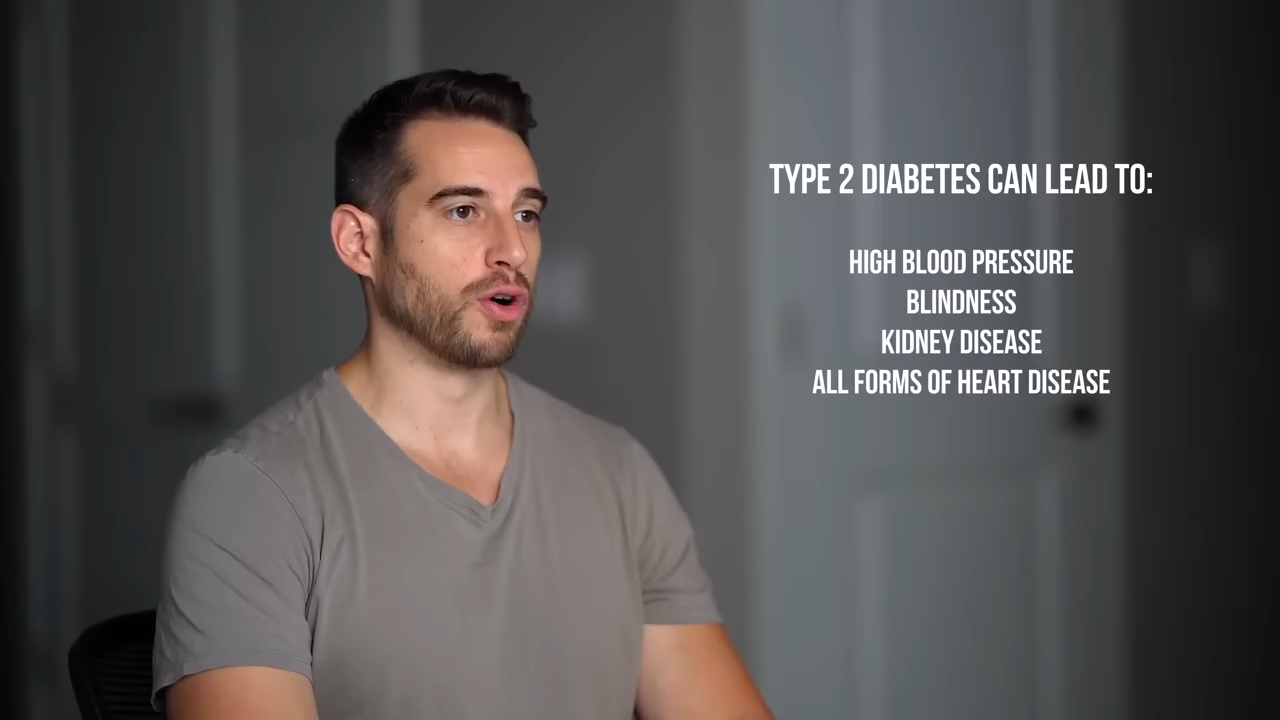 TYPE 2 DIABETES CAN LEAD TO:
HIGH BLOOD PRESSURE
BLINDNESS
KIDNEY DISEASE
ALL FORMS OF HEART DISEASE